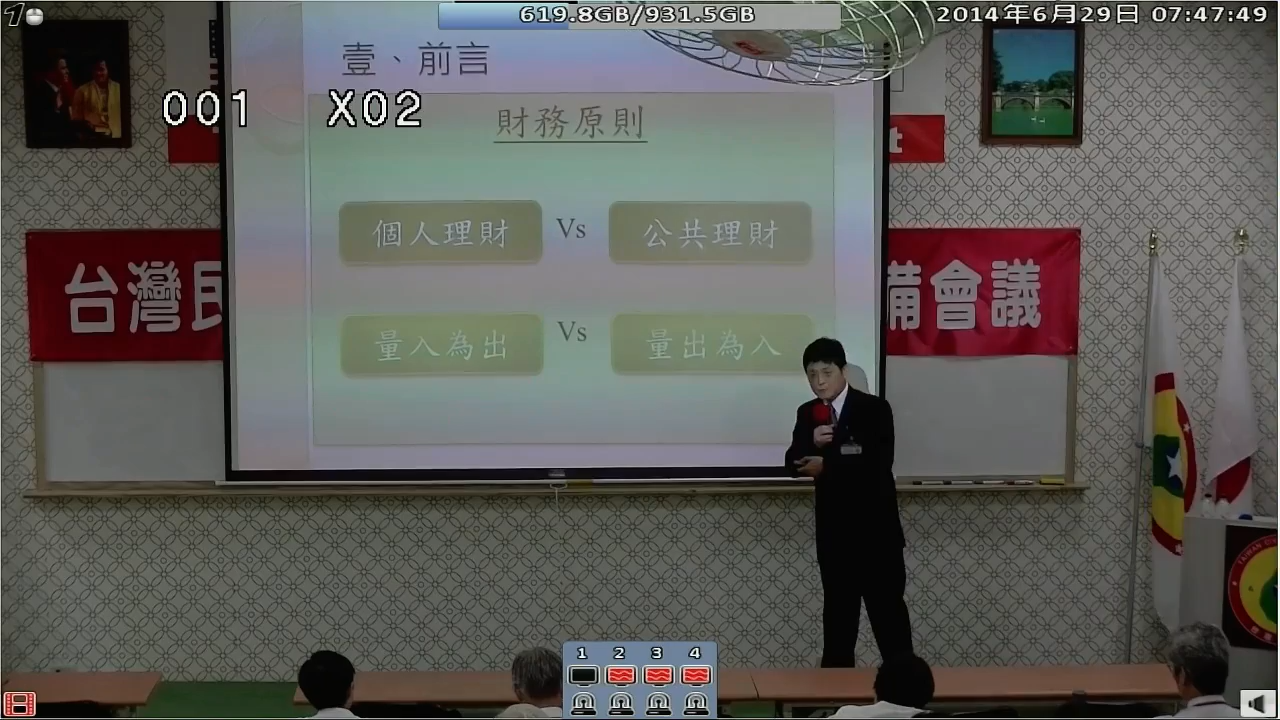 1
619.8GB/931.5GB
2014年6月29日 07:47:49
壹、前言
001 X02
財務原則
t
個人理財 Vs 公共理財
台灣民
備會議
量入為出 Vs 量出為入
1 2 3 4